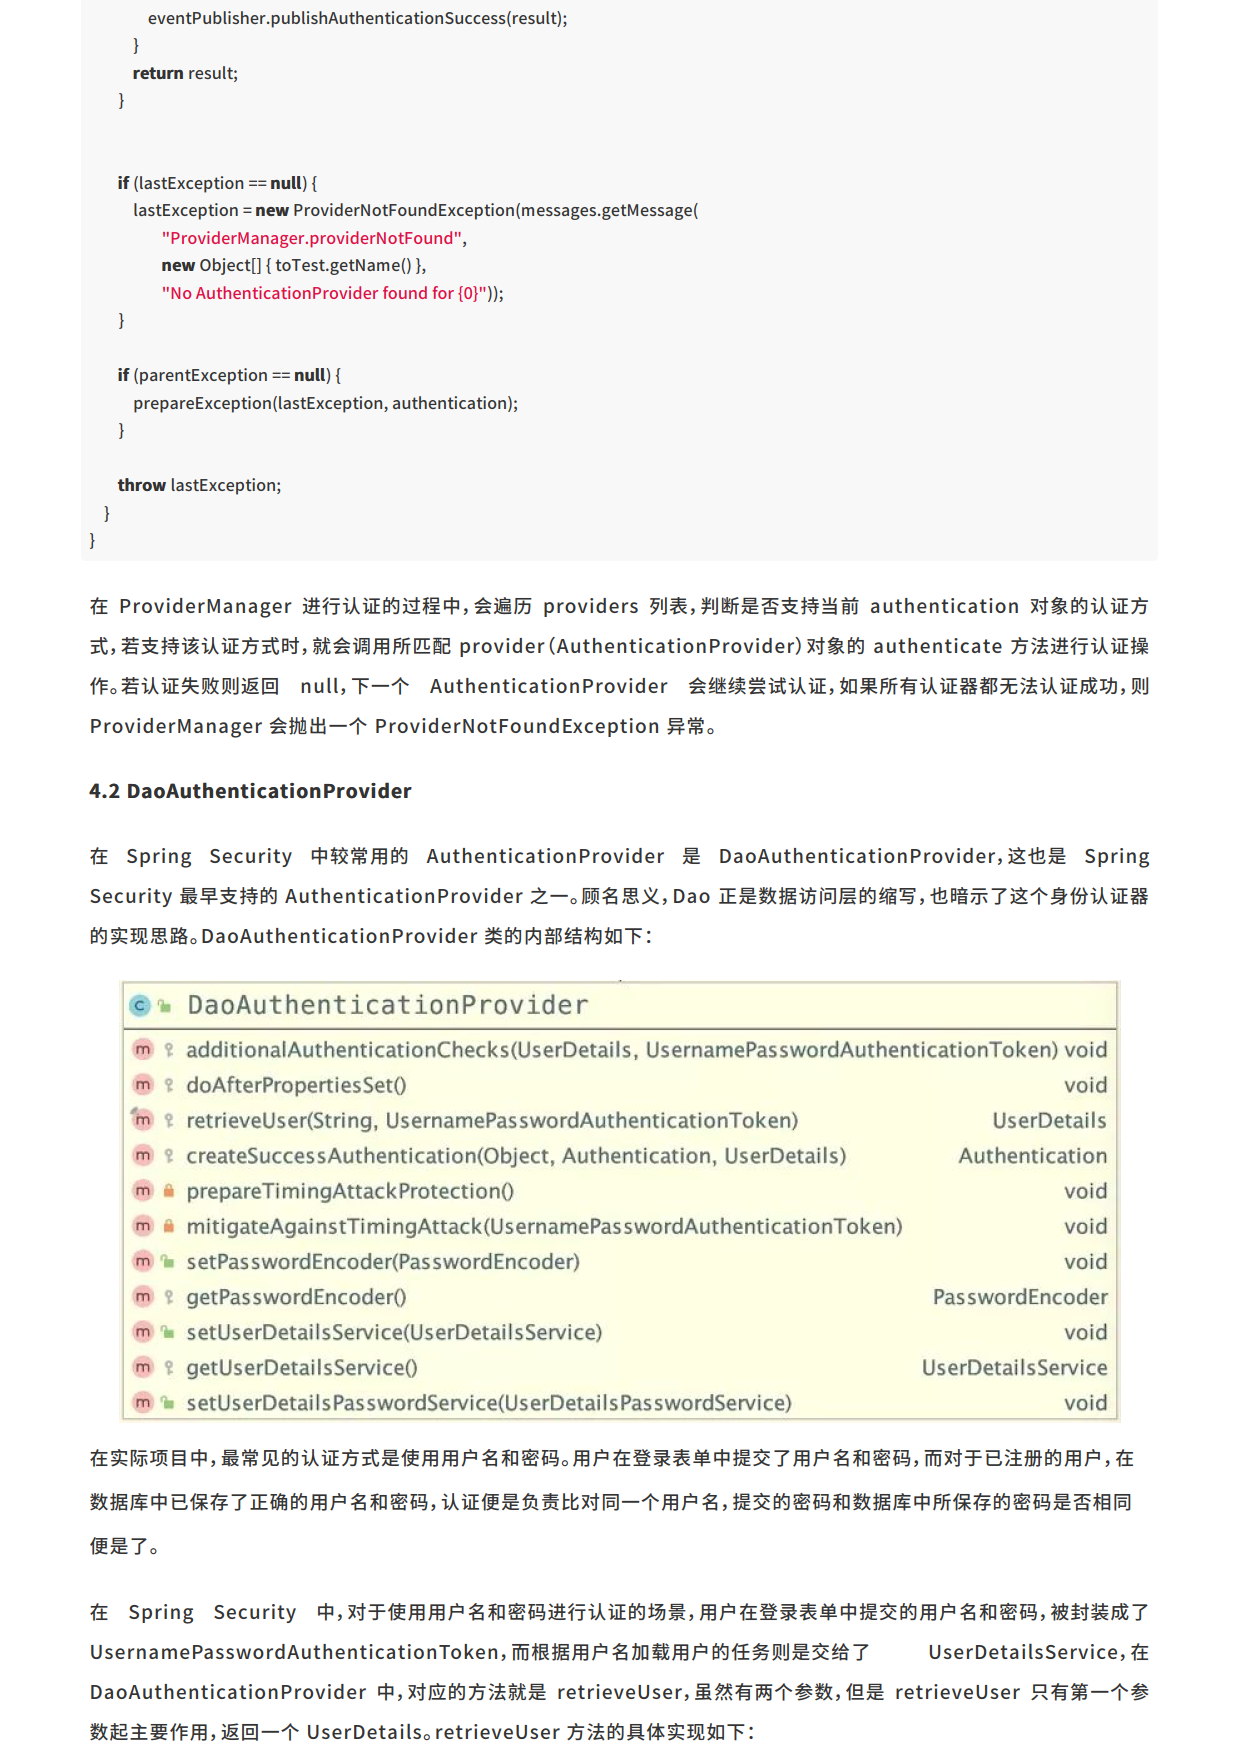 eventPublisher.publishAuthenticationSuccess(result);
}
return result;
}
if (lastException == null) {
lastException = new ProviderNotFoundException(messages.getMessage(
"ProviderManager.providerNotFound",
new Object[] { toTest.getName() },
"No AuthenticationProvider found for {0}"));
}
if (parentException == null) {
prepareException(lastException, authentication);
}
throw lastException;
}
}
在 ProviderManager 进行认证的过程中，会遍历 providers 列表，判断是否支持当前 authentication 对象的认证方
式，若支持该认证方式时，就会调用所匹配 provider（AuthenticationProvider）对象的 authenticate 方法进行认证操
作。若认证失败则返回 null，下一个 AuthenticationProvider 会继续尝试认证，如果所有认证器都无法认证成功，则
ProviderManager 会抛出一个 ProviderNotFoundException 异常。
4.2 DaoAuthenticationProvider
在 Spring Security 中较常用的 AuthenticationProvider 是 DaoAuthenticationProvider，这也是 Spring
Security 最早支持的 AuthenticationProvider 之一。顾名思义，Dao 正是数据访问层的缩写，也暗示了这个身份认证器
的实现思路。DaoAuthenticationProvider 类的内部结构如下：
C DaoAuthenticationProvider
m additionalAuthenticationChecks(UserDetails, UsernamePasswordAuthenticationToken) void
m doAfterPropertiesSet() void
m retrieveUser(String, UsernamePasswordAuthenticationToken) UserDetails
m createSuccessAuthentication(Object, Authentication, UserDetails) Authentication
m prepareTimingAttackProtection() void
m mitigateAgainstTimingAttack(UsernamePasswordAuthenticationToken) void
m setPasswordEncoder(PasswordEncoder) void
m getPasswordEncoder() PasswordEncoder
m setUserDetailsService(UserDetailsService) void
m getUserDetailsService() UserDetailsService
m setUserDetailsPasswordService(UserDetailsPasswordService) void
在实际项目中，最常见的认证方式是使用用户名和密码。用户在登录表单中提交了用户名和密码，而对于已注册的用户，在
数据库中已保存了正确的用户名和密码，认证便是负责比对同一个用户名，提交的密码和数据库中所保存的密码是否相同
便是了。
在 Spring Security 中，对于使用用户名和密码进行认证的场景，用户在登录表单中提交的用户名和密码，被封装成了
UsernamePasswordAuthenticationToken，而根据用户名加载用户的任务则是交给了 UserDetailsService，在
DaoAuthenticationProvider 中，对应的方法就是 retrieveUser，虽然有两个参数，但是 retrieveUser 只有第一个参
数起主要作用，返回一个 UserDetails。retrieveUser 方法的具体实现如下：